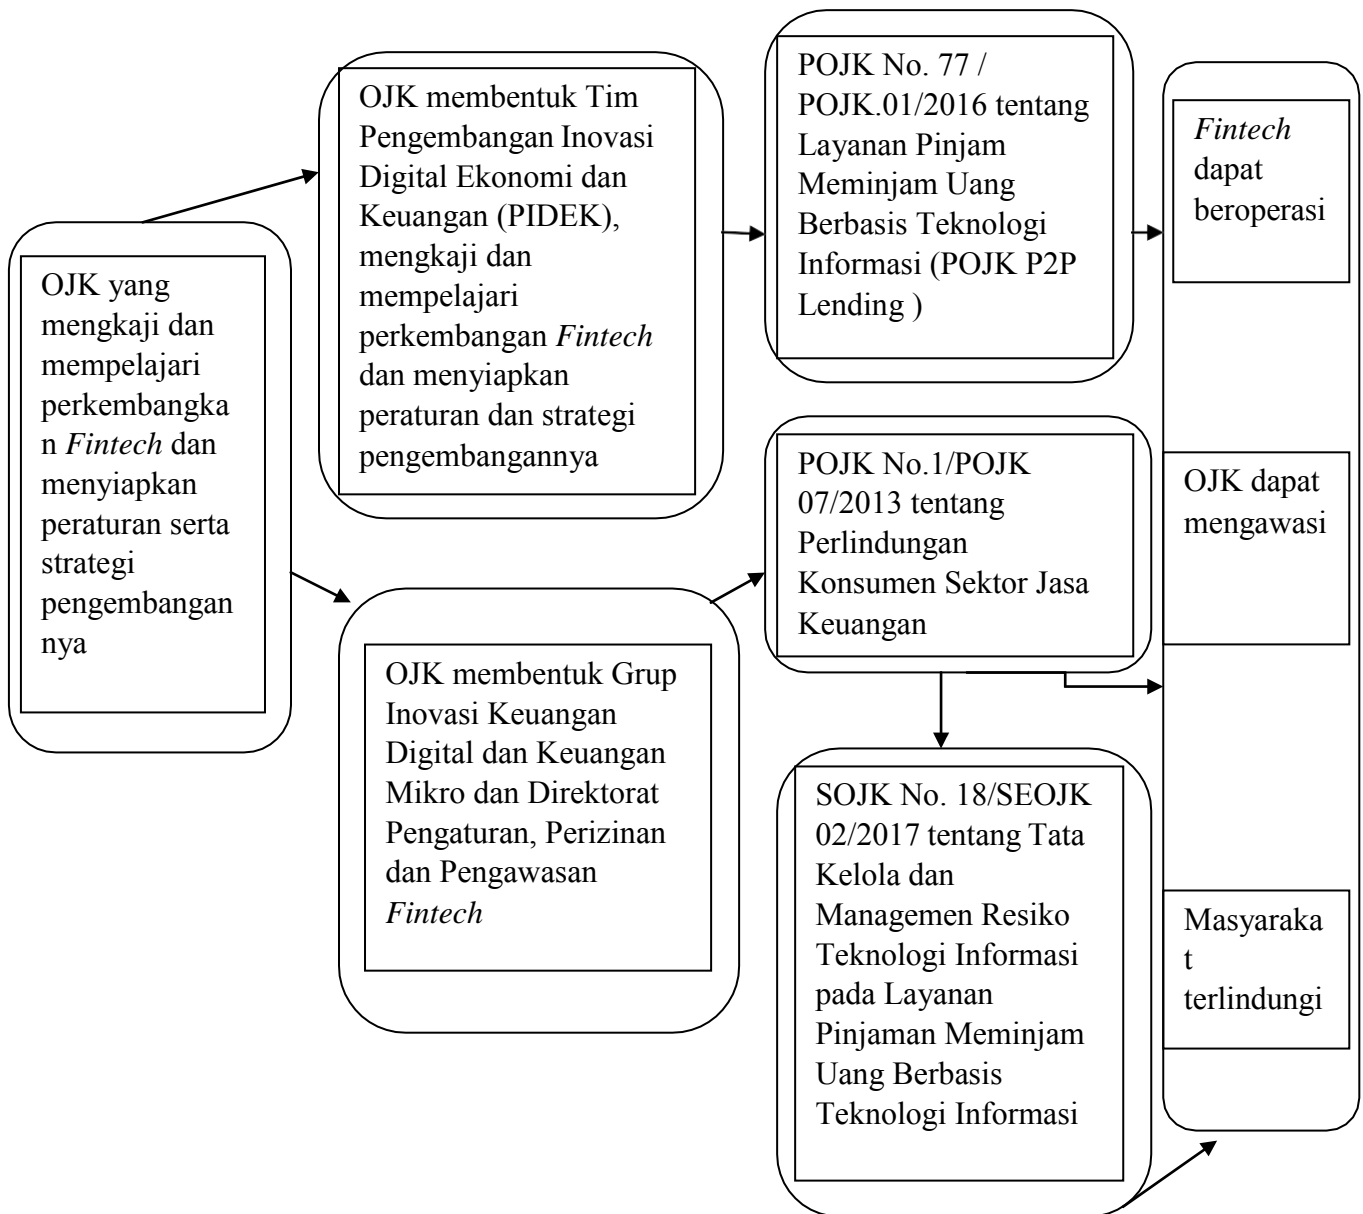 OJK yang
mengkaji dan
mempelajari
perkembangka
n Fintech dan
menyiapkan
peraturan serta
strategi
pengembangan
nya
OJK membentuk Tim
Pengembangan Inovasi
Digital Ekonomi dan
Keuangan (PIDEK),
mengkaji dan
mempelajari
perkembangan Fintech
dan menyiapkan
peraturan dan strategi
pengembangannya
OJK membentuk Grup
Inovasi Keuangan
Digital dan Keuangan
Mikro dan Direktorat
Pengaturan, Perizinan
dan Pengawasan
Fintech
POJK No. 77 /
POJK.01/2016 tentang
Layanan Pinjam
Meminjam Uang
Berbasis Teknologi
Informasi (POJK P2P
Lending )
POJK No.1/POJK
07/2013 tentang
Perlindungan
Konsumen Sektor Jasa
Keuangan
SOJK No. 18/SEOJK
02/2017 tentang Tata
Kelola dan
Managemen Resiko
Teknologi Informasi
pada Layanan
Pinjaman Meminjam
Uang Berbasis
Teknologi Informasi
Fintech
dapat
beroperasi
OJK dapat
mengawasi
Masyaraka
t
terlindungi